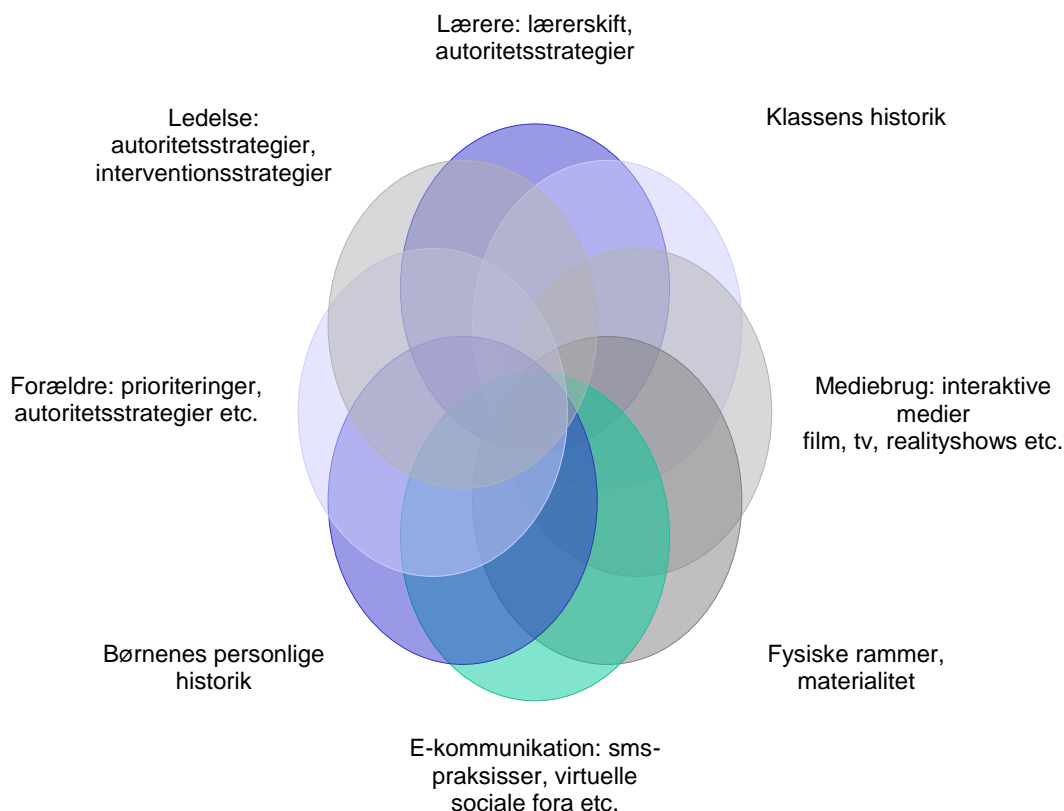 Lærere: lærerskift,
autoritetsstrategier
Klassens historik
Ledelse:
autoritetsstrategier,
interventionsstrategier
Forældre: prioriteringer,
autoritetsstrategier etc.
Mediebrug: interaktive
medier
film, tv, realityshows etc.
Børnenes personlige
historik
Fysiske rammer,
materialitet
E-kommunikation: sms-
praksisser, virtuelle
sociale fora etc.